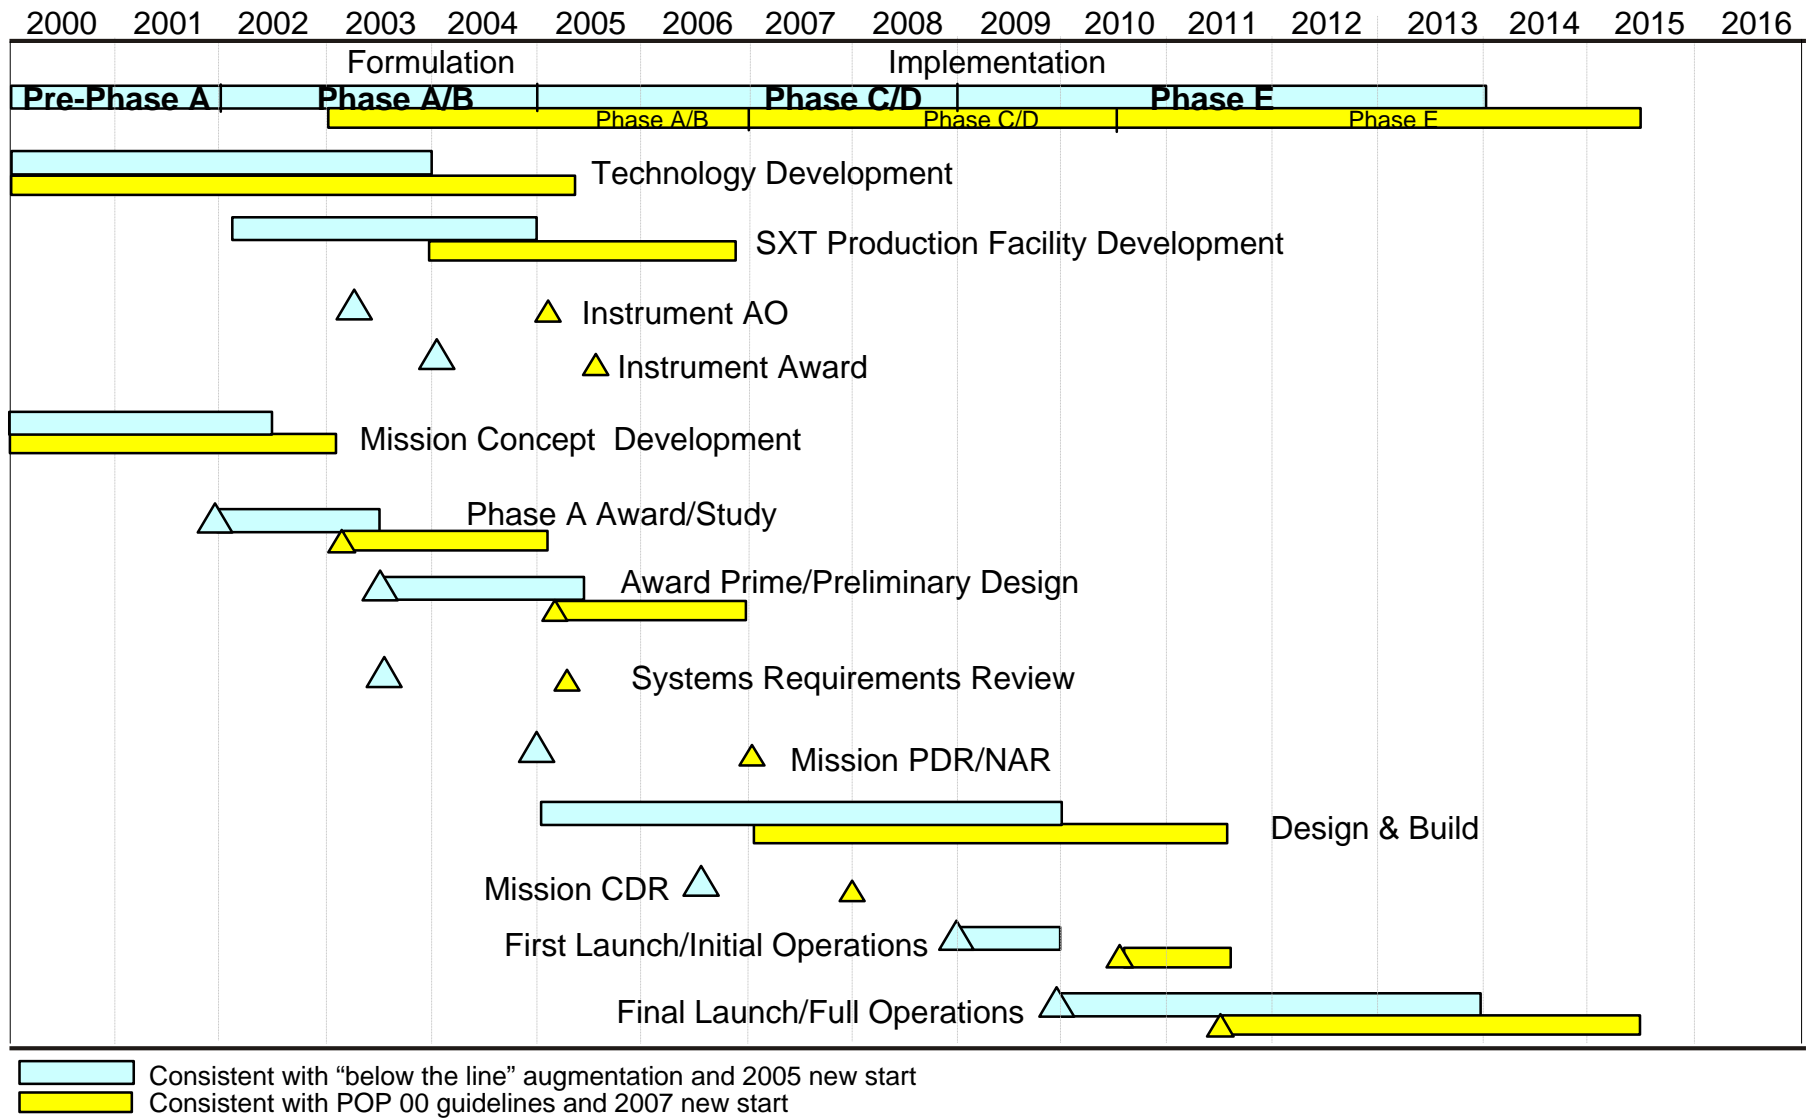 2000 2001 2002 2003 2004 2005 2006 2007 2008 2009 2010 2011 2012 2013 2014 2015 2016
Formulation Implementation
Pre-Phase A Phase A/B Phase C/D Phase E
Phase A/B Phase C/D Phase E
Technology Development
SXT Production Facility Development
Instrument AO
Instrument Award
Mission Concept Development
Phase A Award/Study
Award Prime/Preliminary Design
Systems Requirements Review
Mission PDR/NAR
Design & Build
Mission CDR
First Launch/Initial Operations
Final Launch/Full Operations
Consistent with “below the line” augmentation and 2005 new start
Consistent with POP 00 guidelines and 2007 new start